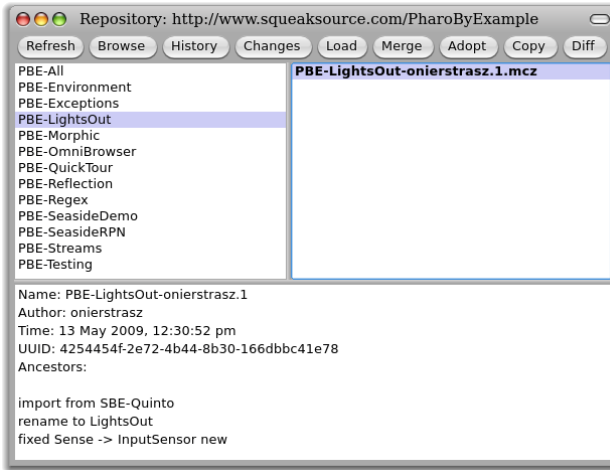 Repository: http://www.squeaksource.com/PharoByExample
Refresh Browse History Changes Load Merge Adopt Copy Diff
PBE-All
PBE-Environment
PBE-Exceptions
PBE-LightsOut
PBE-Morphic
PBE-OmniBrowser
PBE-QuickTour
PBE-Reflection
PBE-Regex
PBE-SeasideDemo
PBE-SeasideRPN
PBE-Streams
PBE-Testing
PBE-LightsOut-onierstrasz.1.mcz
Name: PBE-LightsOut-onierstrasz.1
Author: onierstrasz
Time: 13 May 2009, 12:30:52 pm
UUID: 4254454f-2e72-4b44-8b30-166dbbc41e78
Ancestors:
import from SBE-Quinto
rename to LightsOut
fixed Sense -> InputSensor new